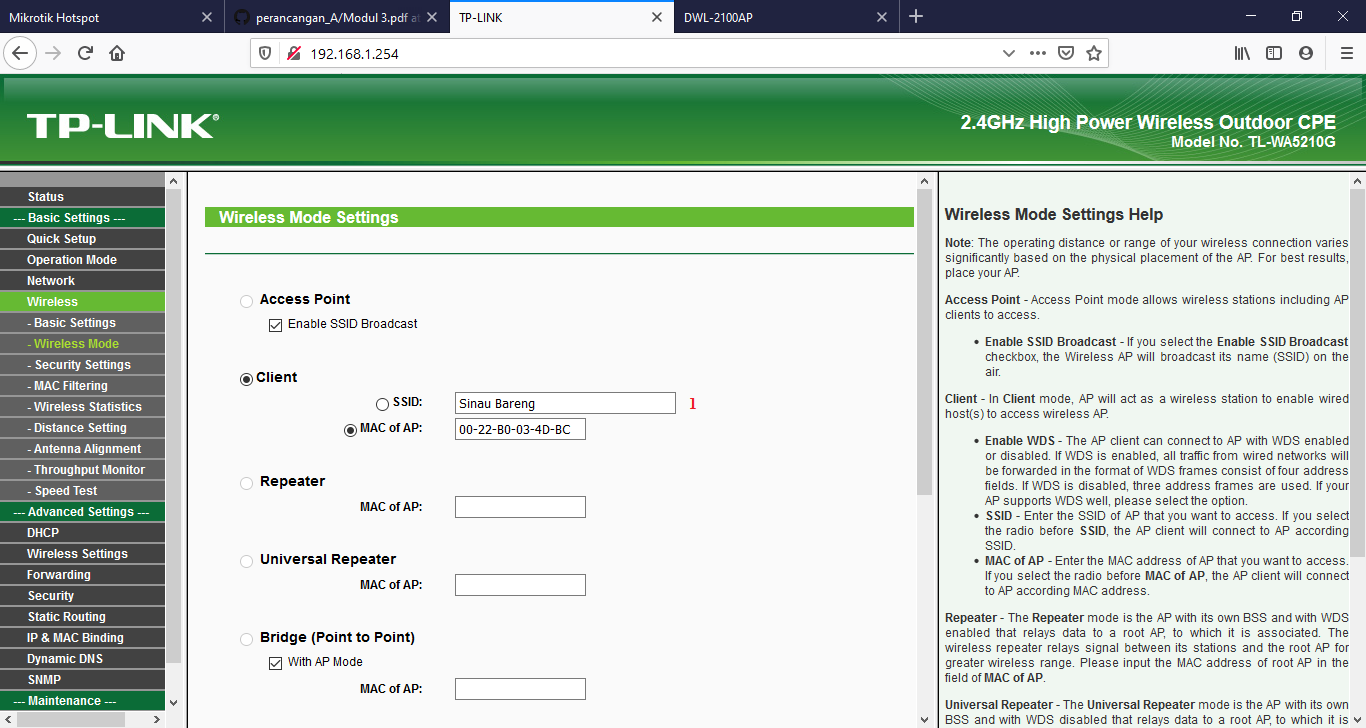 Mikrotik Hotspot
perancangan_A/Modul 3.pdf at
TP-LINK
DWL-2100AP
192.168.1.254
TP-LINK®
2.4GHz High Power Wireless Outdoor CPE
Model No. TL-WA5210G
Status
--- Basic Settings ---
Quick Setup
Operation Mode
Network
Wireless
- Basic Settings
- Wireless Mode
- Security Settings
- MAC Filtering
- Wireless Statistics
- Distance Setting
- Antenna Alignment
- Throughput Monitor
- Speed Test
--- Advanced Settings ---
DHCP
Wireless Settings
Forwarding
Security
Static Routing
IP & MAC Binding
Dynamic DNS
SNMP
--- Maintenance ---
Wireless Mode Settings
Access Point
Enable SSID Broadcast
Client
SSID: Sinau Bareng 1
MAC of AP: 00-22-B0-03-4D-BC
Repeater
MAC of AP:
Universal Repeater
MAC of AP:
Bridge (Point to Point)
With AP Mode
MAC of AP:
Wireless Mode Settings Help
Note: The operating distance or range of your wireless connection varies
significantly based on the physical placement of the AP. For best results,
place your AP.
Access Point - Access Point mode allows wireless stations including AP
clients to access.
• Enable SSID Broadcast - If you select the Enable SSID Broadcast
checkbox, the Wireless AP will broadcast its name (SSID) on the
air.
Client - In Client mode, AP will act as a wireless station to enable wired
host(s) to access wireless AP.
• Enable WDS - The AP client can connect to AP with WDS enabled
or disabled. If WDS is enabled, all traffic from wired networks will
be forwarded in the format of WDS frames consist of four address
fields. If WDS is disabled, three address frames are used. If your
AP supports WDS well, please select the option.
• SSID - Enter the SSID of AP that you want to access. If you select
the radio before SSID, the AP client will connect to AP according
SSID.
• MAC of AP - Enter the MAC address of AP that you want to access.
If you select the radio before MAC of AP, the AP client will connect
to AP according MAC address.
Repeater - The Repeater mode is the AP with its own BSS and with WDS
enabled that relays data to a root AP, to which it is associated. The
wireless repeater relays signal between its stations and the root AP for
greater wireless range. Please input the MAC address of root AP in the
field of MAC of AP.
Universal Repeater - The Universal Repeater mode is the AP with its own
BSS and with WDS disabled that relays data to a root AP, to which it is